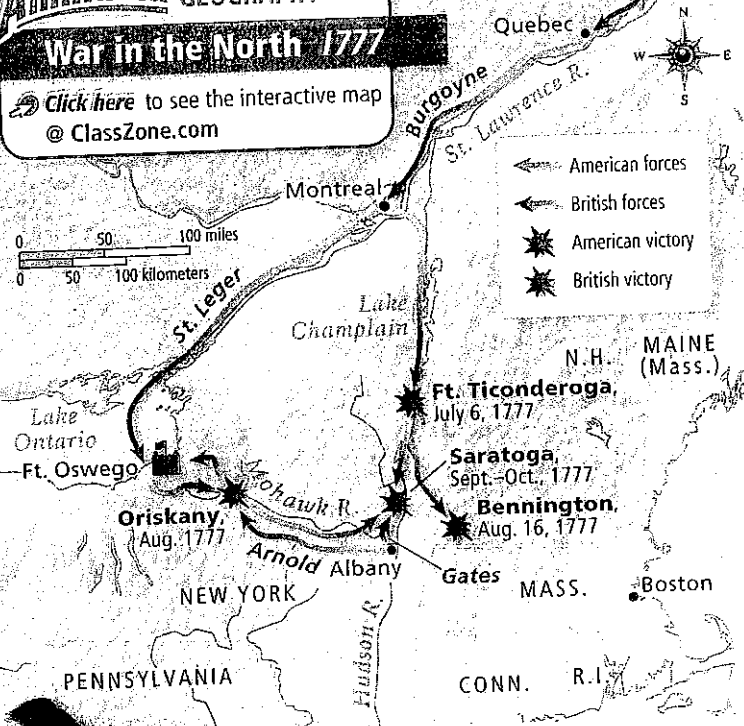 GEOGRAPHY
War in the North 1777
Click here to see the interactive map
@ ClassZone.com
Quebec
N
W
E
S
Burgoyne
St. Lawrence R.
American forces
British forces
American victory
British victory
Montreal
0 50 100 miles
0 50 100 kilometers
St. Leger
Lake
Champlain
N.H.
MAINE
(Mass.)
Ft. Ticonderoga,
July 6, 1777
Lake
Ontario
Ft. Oswego
Mohawk R.
Saratoga,
Sept.–Oct., 1777
Bennington,
Aug. 16, 1777
Oriskany,
Aug. 1777
Arnold
Albany
Gates
NEW YORK
MASS.
Boston
Hudson R.
PENNSYLVANIA
CONN.
R.I.